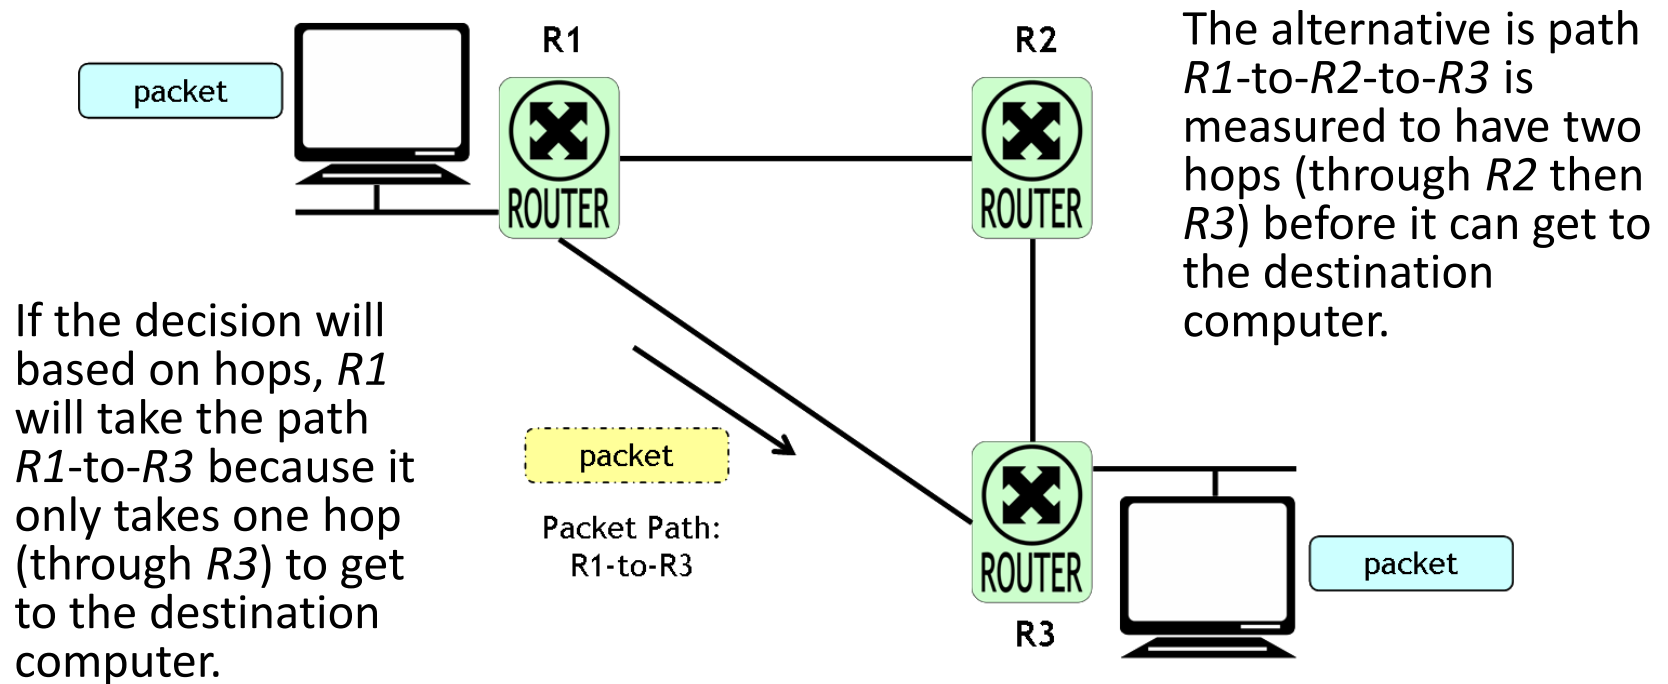 packet
R1
ROUTER
R2
ROUTER
The alternative is path
R1-to-R2-to-R3 is
measured to have two
hops (through R2 then
R3) before it can get to
the destination
computer.
If the decision will
based on hops, R1
will take the path
R1-to-R3 because it
only takes one hop
(through R3) to get
to the destination
computer.
packet
Packet Path:
R1-to-R3
ROUTER
R3
packet